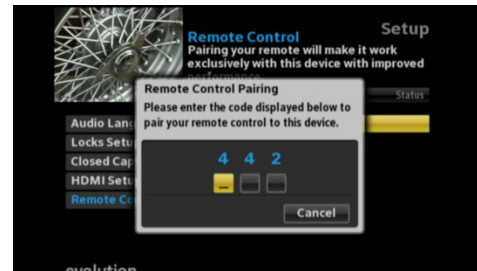 Setup
Remote Control
Pairing your remote will make it work
exclusively with this device with improved
performance.
Status
Remote Control Pairing
Please enter the code displayed below to
pair your remote control to this device.
Audio Lang
Locks Setu
Closed Cap
HDMI Setu
Remote Co
4 4 2
_
Cancel
evolution